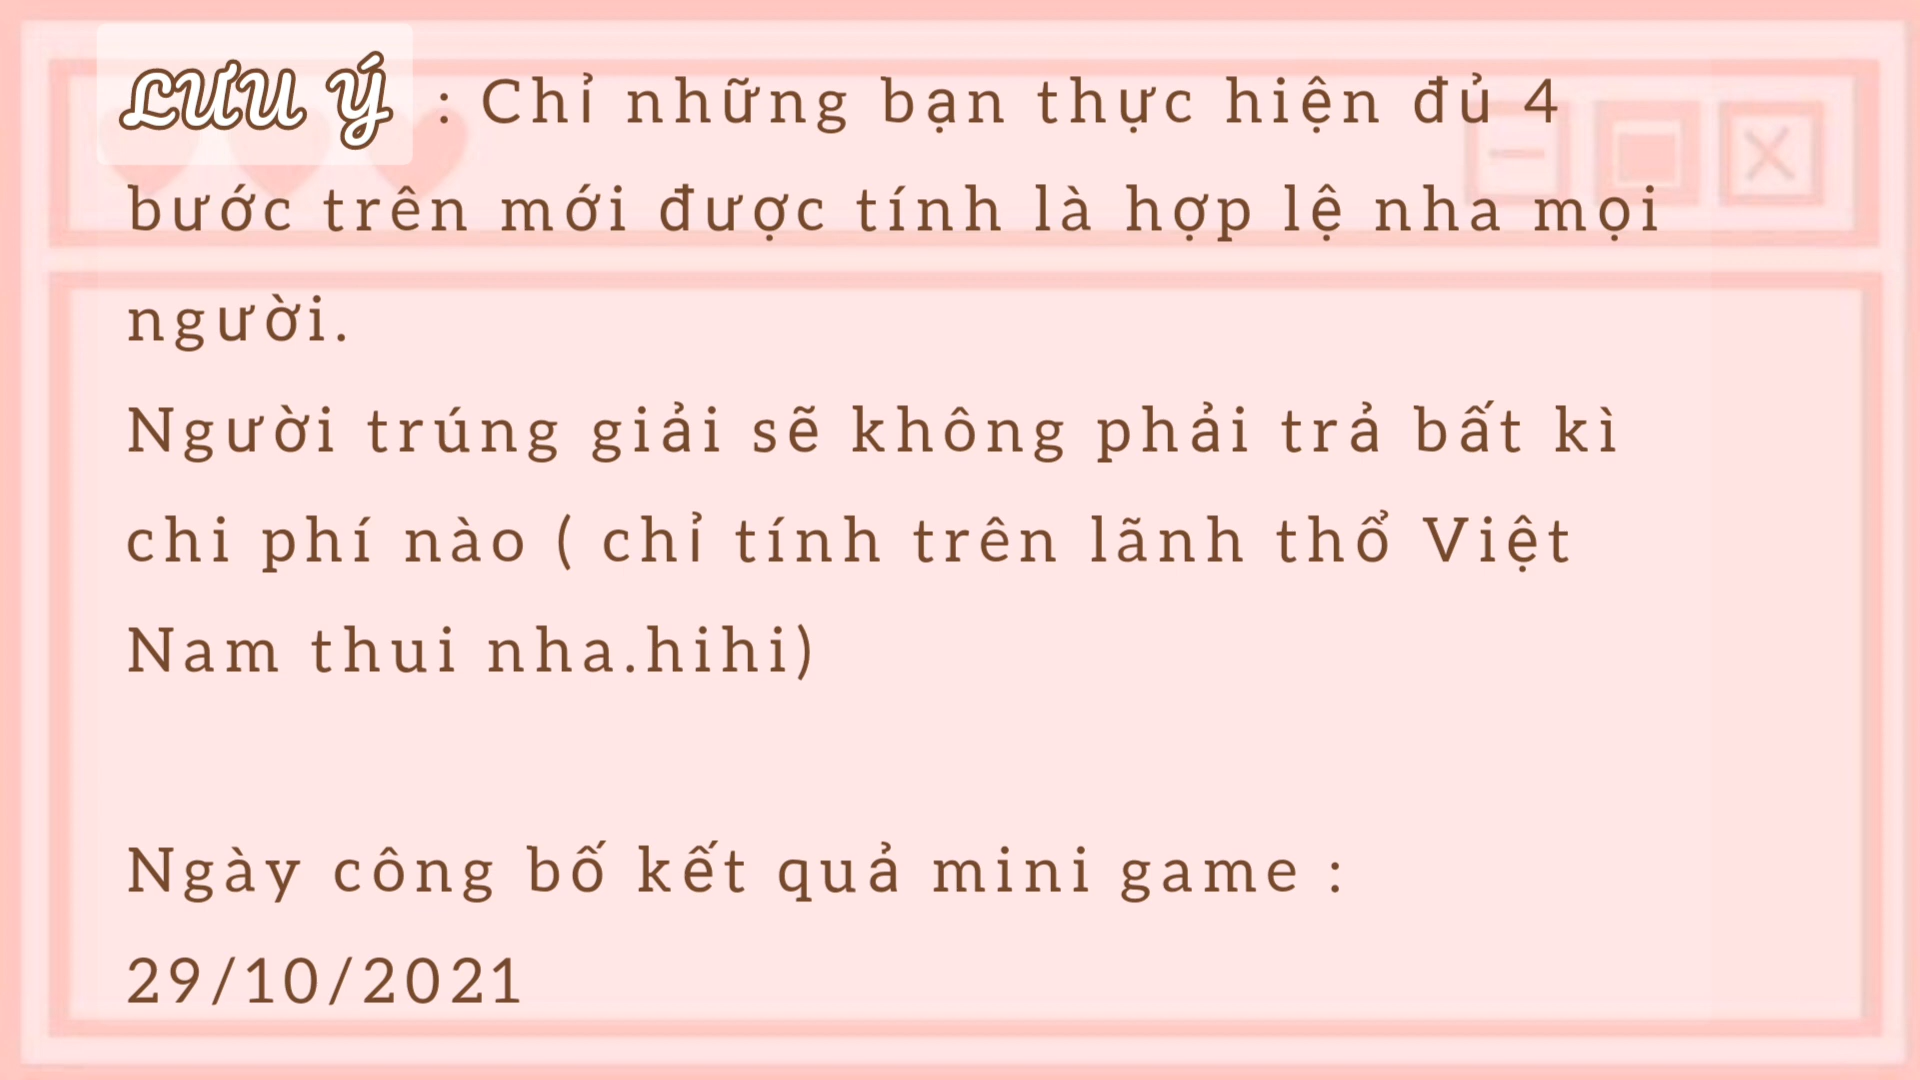 LƯU Ý : Chỉ những bạn thực hiện đủ 4
bước trên mới được tính là hợp lệ nha mọi
người.
Người trúng giải sẽ không phải trả bất kì
chi phí nào ( chỉ tính trên lãnh thổ Việt
Nam thui nha.hihi)
Ngày công bố kết quả mini game :
29/10/2021